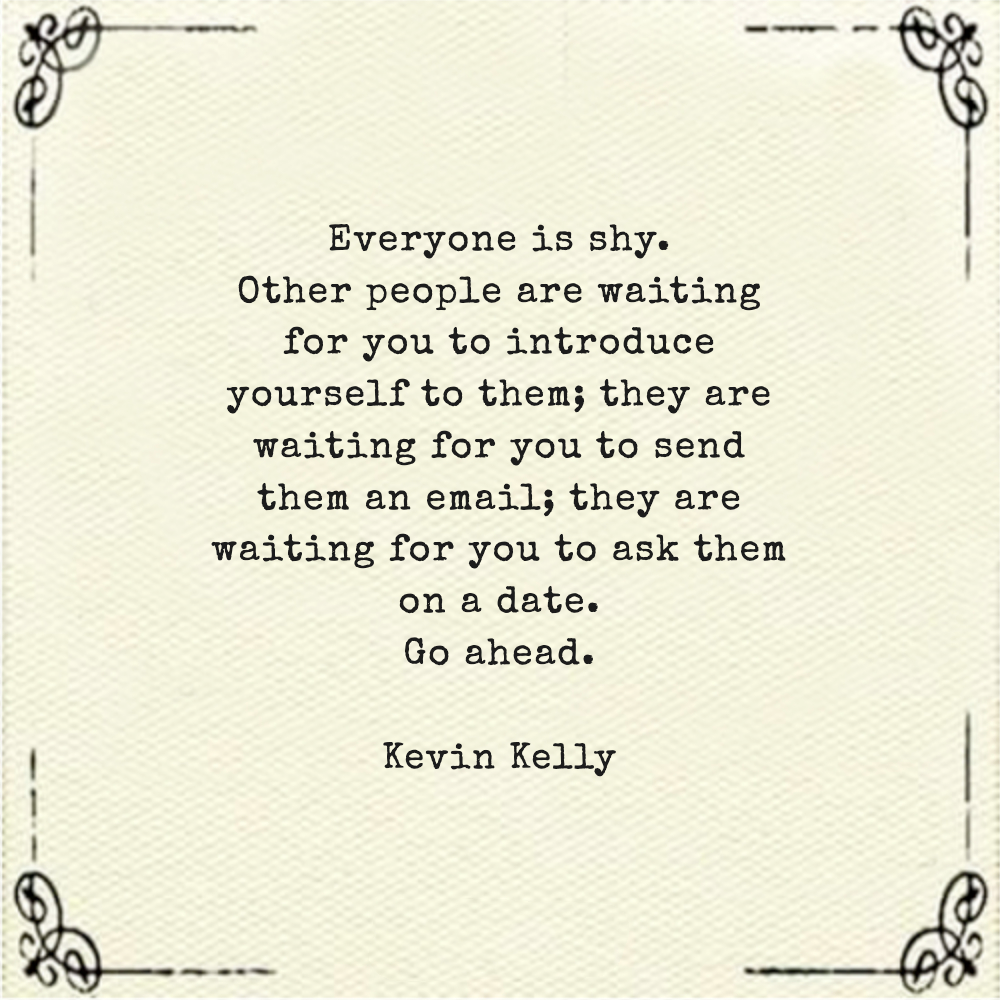 Everyone is shy.
Other people are waiting
for you to introduce
yourself to them; they are
waiting for you to send
them an email; they are
waiting for you to ask them
on a date.
Go ahead.
Kevin Kelly